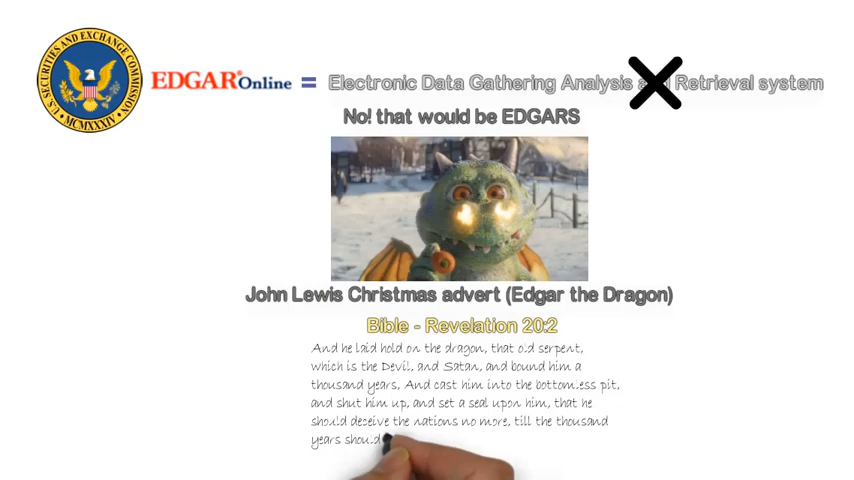 U.S. SECURITIES AND EXCHANGE COMMISSION
MCMXXXIV
EDGAR® Online = Electronic Data Gathering Analysis Retrieval system
No! that would be EDGARS
John Lewis Christmas advert (Edgar the Dragon)
Bible - Revelation 20:2
And he laid hold on the dragon, that old serpent,
which is the Devil, and Satan, and bound him a
thousand years, And cast him into the bottomless pit,
and shut him up, and set a seal upon him, that he
should deceive the nations no more, till the thousand
years should